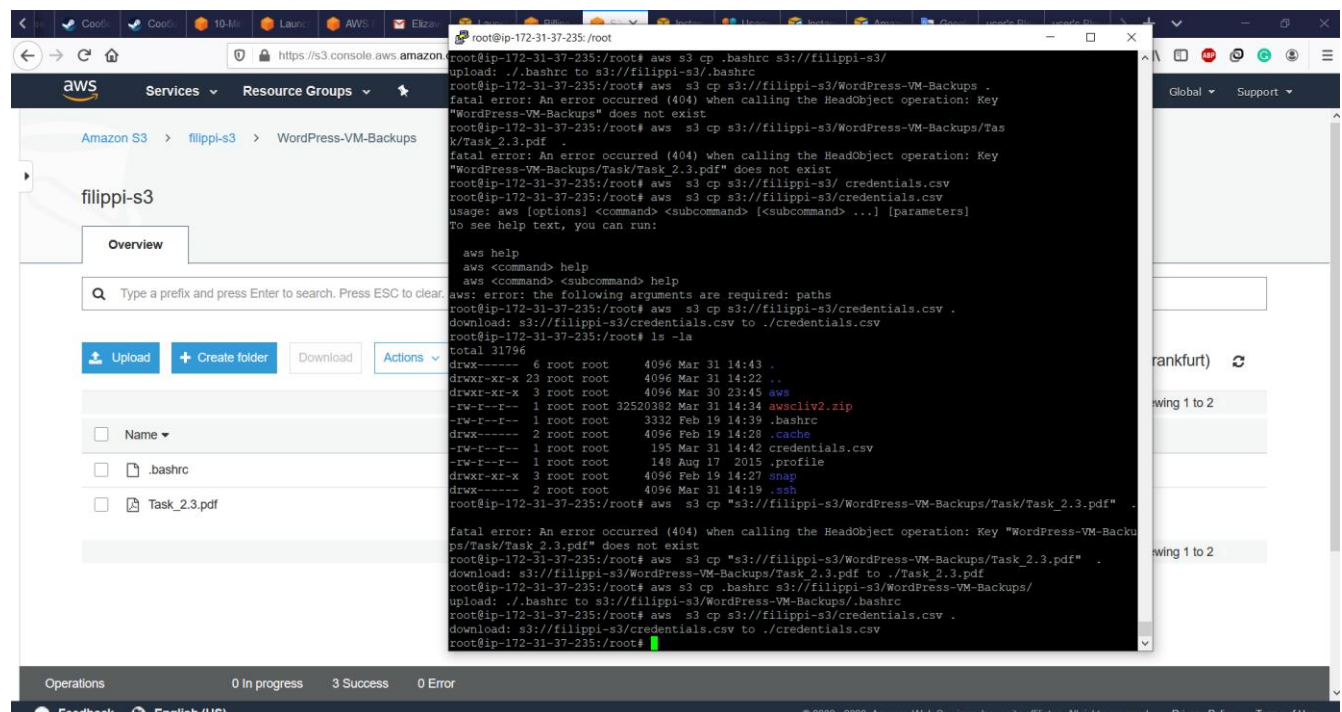 Cooб
Cooб
10-Mi
Launc
AWS
Elizav
root@ip-172-31-37-235: /root
https://s3.console.aws.amazon.
aws Services Resource Groups Global Support
Amazon S3 > filippi-s3 > WordPress-VM-Backups
filippi-s3
Overview
Type a prefix and press Enter to search. Press ESC to clear.
Upload + Create folder Download Actions rankfurt)
ewing 1 to 2
Name
.bashrc
Task_2.3.pdf
ewing 1 to 2
root@ip-172-31-37-235:/root# aws s3 cp .bashrc s3://filippi-s3/
upload: ./.bashrc to s3://filippi-s3/.bashrc
root@ip-172-31-37-235:/root# aws  s3 cp s3://filippi-s3/WordPress-VM-Backups .
fatal error: An error occurred (404) when calling the HeadObject operation: Key
"WordPress-VM-Backups" does not exist
root@ip-172-31-37-235:/root# aws  s3 cp s3://filippi-s3/WordPress-VM-Backups/Tas
k/Task_2.3.pdf  .
fatal error: An error occurred (404) when calling the HeadObject operation: Key
"WordPress-VM-Backups/Task/Task_2.3.pdf" does not exist
root@ip-172-31-37-235:/root# aws  s3 cp s3://filippi-s3/ credentials.csv
root@ip-172-31-37-235:/root# aws  s3 cp s3://filippi-s3/credentials.csv
usage: aws [options] <command> <subcommand> [<subcommand> ...] [parameters]
To see help text, you can run:
aws help
aws <command> help
aws <command> <subcommand> help
aws: error: the following arguments are required: paths
root@ip-172-31-37-235:/root# aws  s3 cp s3://filippi-s3/credentials.csv .
download: s3://filippi-s3/credentials.csv to ./credentials.csv
root@ip-172-31-37-235:/root# ls -la
total 31796
drwx------  6 root root     4096 Mar 31 14:43 .
drwxr-xr-x 23 root root     4096 Mar 31 14:22 ..
drwxr-xr-x  3 root root     4096 Mar 30 23:45 aws
-rw-r--r--  1 root root 32520382 Mar 31 14:34 awscliv2.zip
-rw-r--r--  1 root root     3332 Feb 19 14:39 .bashrc
drwx------  2 root root     4096 Feb 19 14:28 .cache
-rw-r--r--  1 root root      195 Mar 31 14:42 credentials.csv
-rw-r--r--  1 root root      148 Aug 17  2015 .profile
drwxr-xr-x  3 root root     4096 Feb 19 14:27 snap
drwx------  2 root root     4096 Mar 31 14:19 .ssh
root@ip-172-31-37-235:/root# aws  s3 cp "s3://filippi-s3/WordPress-VM-Backups/Task/Task_2.3.pdf"  .
fatal error: An error occurred (404) when calling the HeadObject operation: Key "WordPress-VM-Backu
ps/Task/Task_2.3.pdf" does not exist
root@ip-172-31-37-235:/root# aws  s3 cp "s3://filippi-s3/WordPress-VM-Backups/Task_2.3.pdf"  .
download: s3://filippi-s3/WordPress-VM-Backups/Task_2.3.pdf to ./Task_2.3.pdf
root@ip-172-31-37-235:/root# aws s3 cp .bashrc s3://filippi-s3/WordPress-VM-Backups/
upload: ./.bashrc to s3://filippi-s3/WordPress-VM-Backups/.bashrc
root@ip-172-31-37-235:/root# aws  s3 cp s3://filippi-s3/credentials.csv .
download: s3://filippi-s3/credentials.csv to ./credentials.csv
root@ip-172-31-37-235:/root#
Operations 0 In progress 3 Success 0 Error